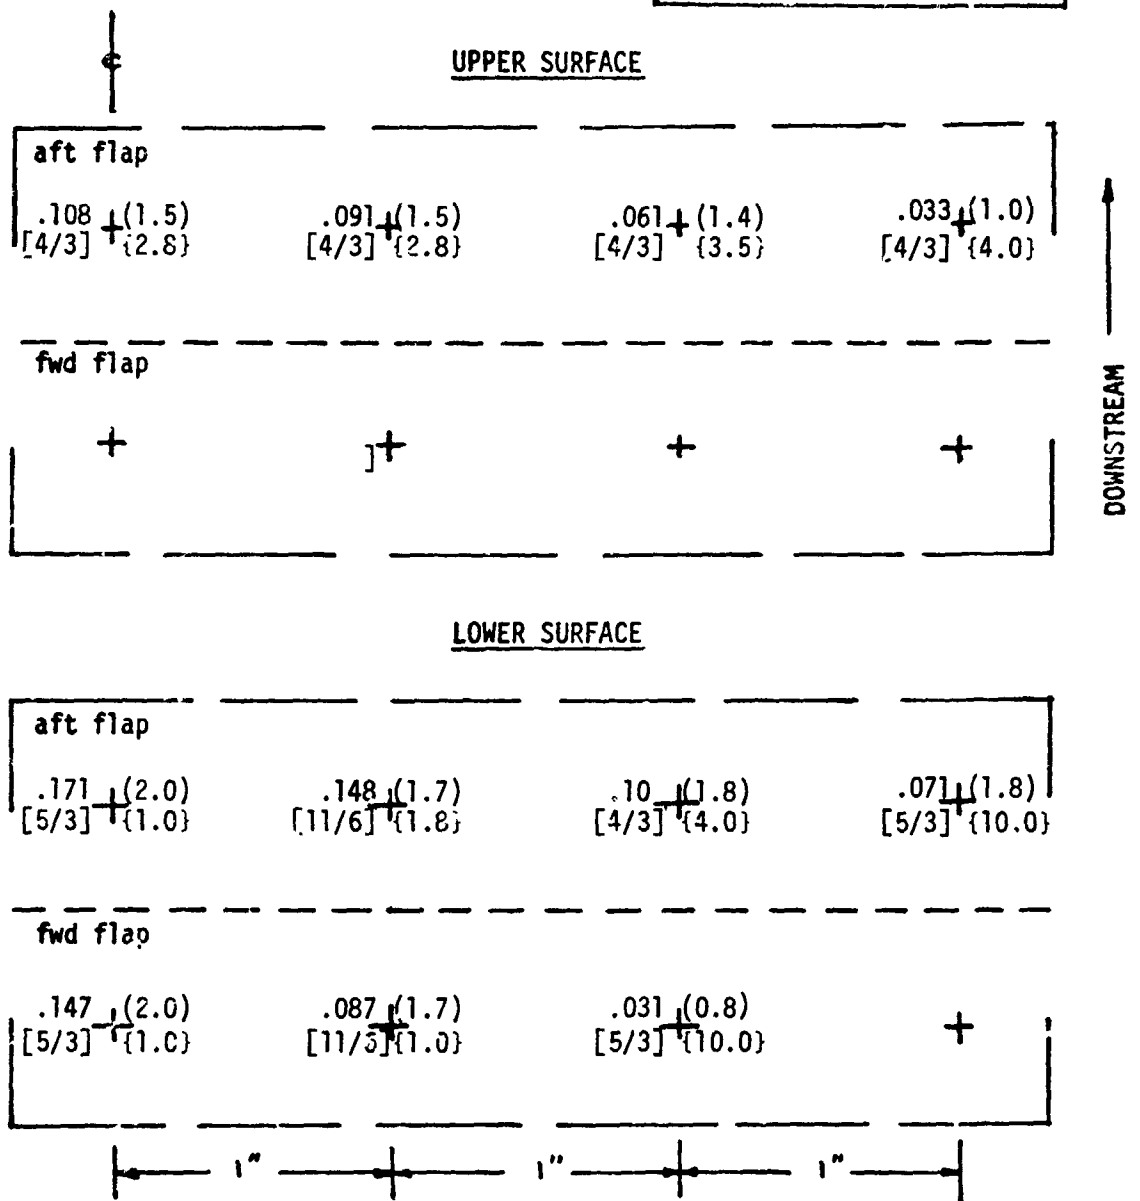 ℄
UPPER SURFACE
aft flap
.108 (1.5) .091 (1.5) .061 (1.4) .033 (1.0)
[4/3] {2.8} [4/3] {2.8} [4/3] {3.5} [4/3] {4.0}
fwd flap
]
DOWNSTREAM
LOWER SURFACE
aft flap
.171 (2.0) .148 (1.7) .10 (1.8) .071 (1.8)
[5/3] {1.0} [11/6] {1.8} [4/3] {4.0} [5/3] {10.0}
fwd flap
.147 (2.0) .087 (1.7) .031 (0.8)
[5/3] {1.0} [11/6] {1.0} [5/3] {10.0}
1" 1" 1"